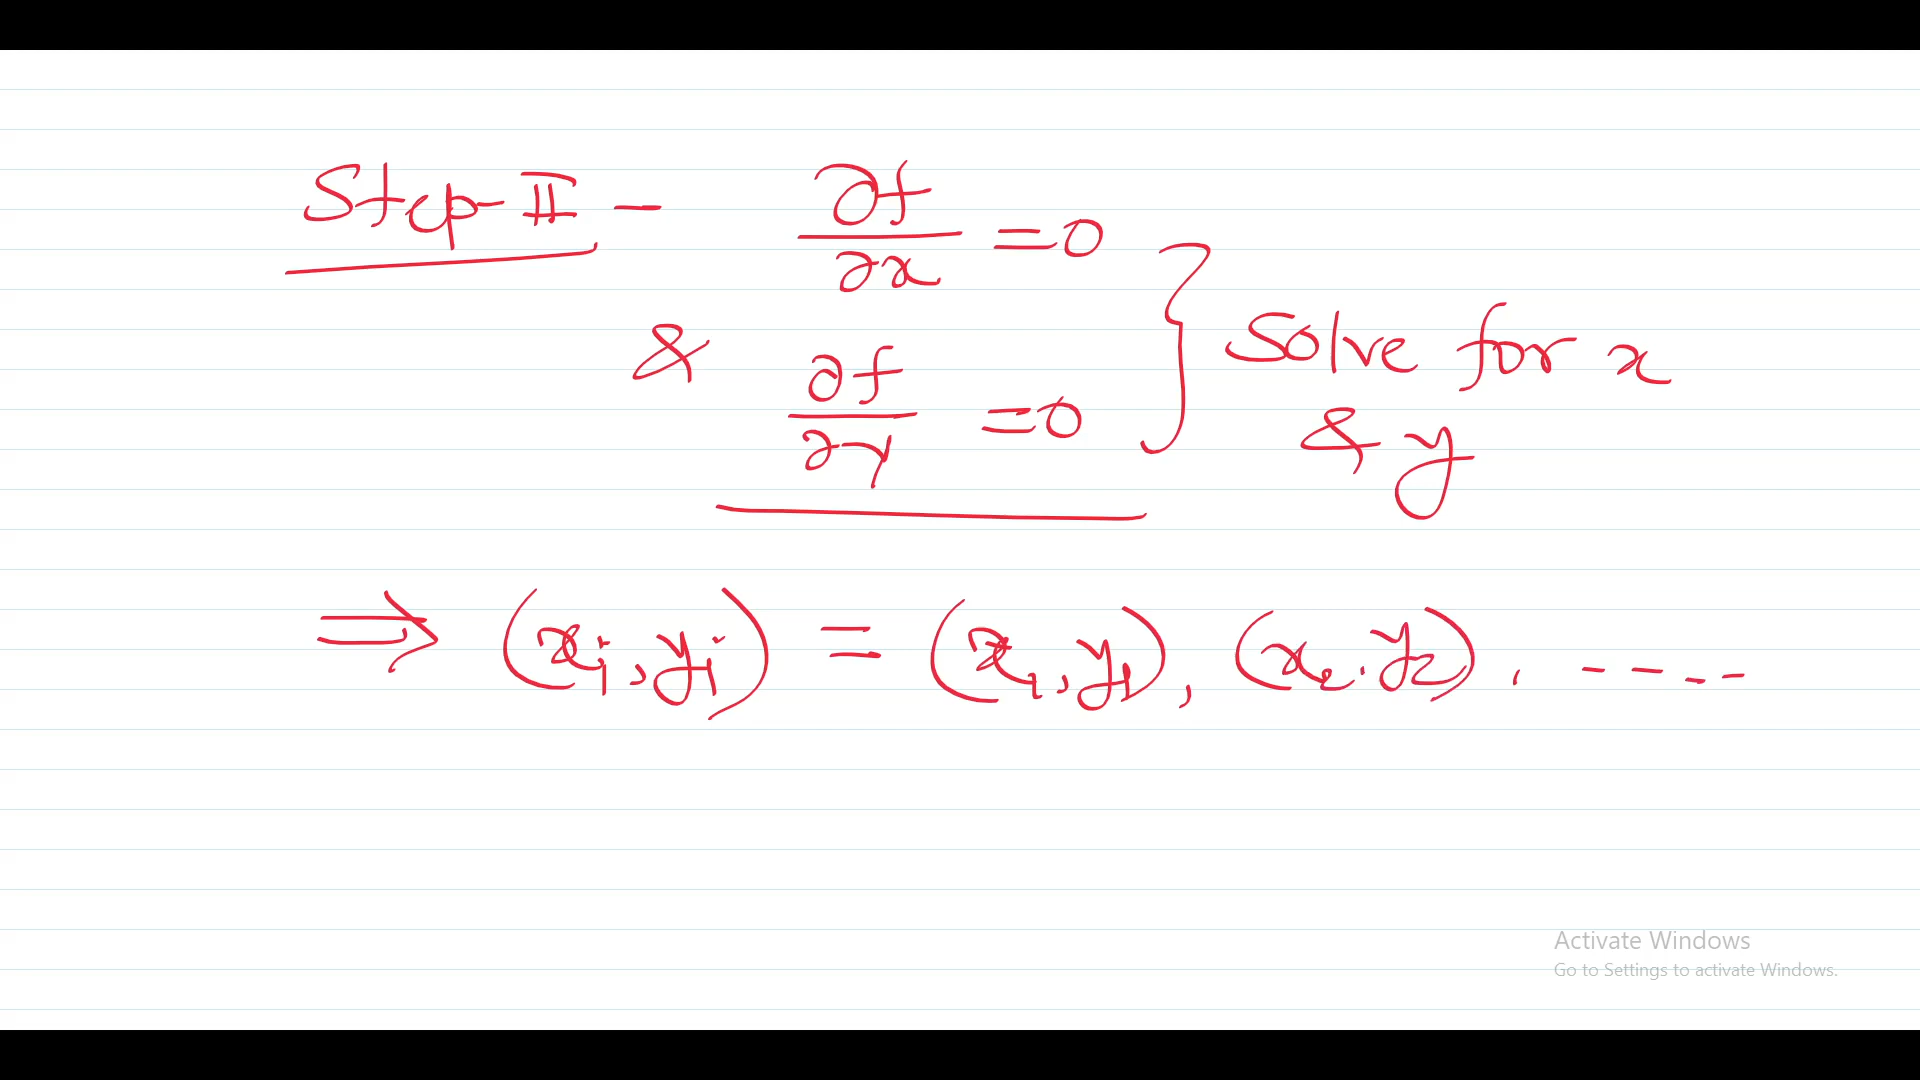 Step-II - ∂f/∂x = 0
& ∂f/∂y = 0 } Solve for x
& y
⇒ (xᵢ, yᵢ) = (x₁, y₁), (x₂, y₂), -----
Activate Windows
Go to Settings to activate Windows.